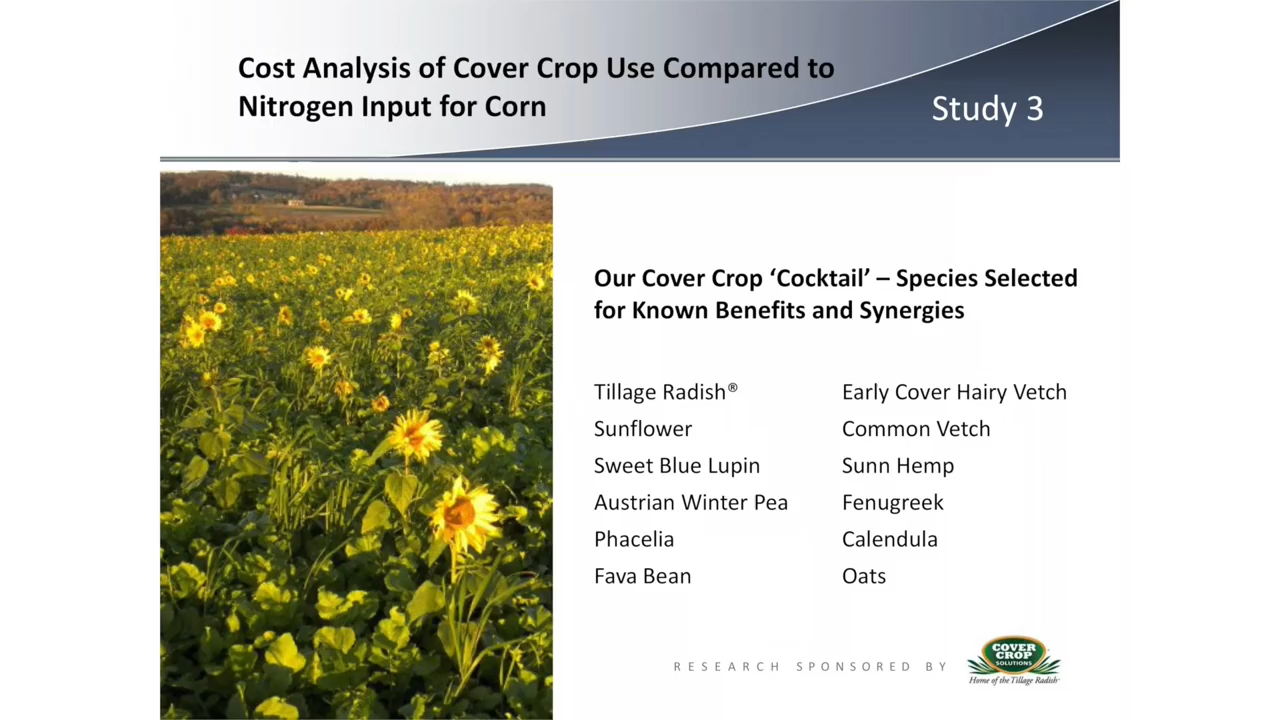 Cost Analysis of Cover Crop Use Compared to
Nitrogen Input for Corn
Study 3
Our Cover Crop ‘Cocktail’ – Species Selected
for Known Benefits and Synergies
Tillage Radish®
Sunflower
Sweet Blue Lupin
Austrian Winter Pea
Phacelia
Fava Bean
Early Cover Hairy Vetch
Common Vetch
Sunn Hemp
Fenugreek
Calendula
Oats
RESEARCH SPONSORED BY
COVER
CROP
SOLUTIONS
Home of the Tillage Radish